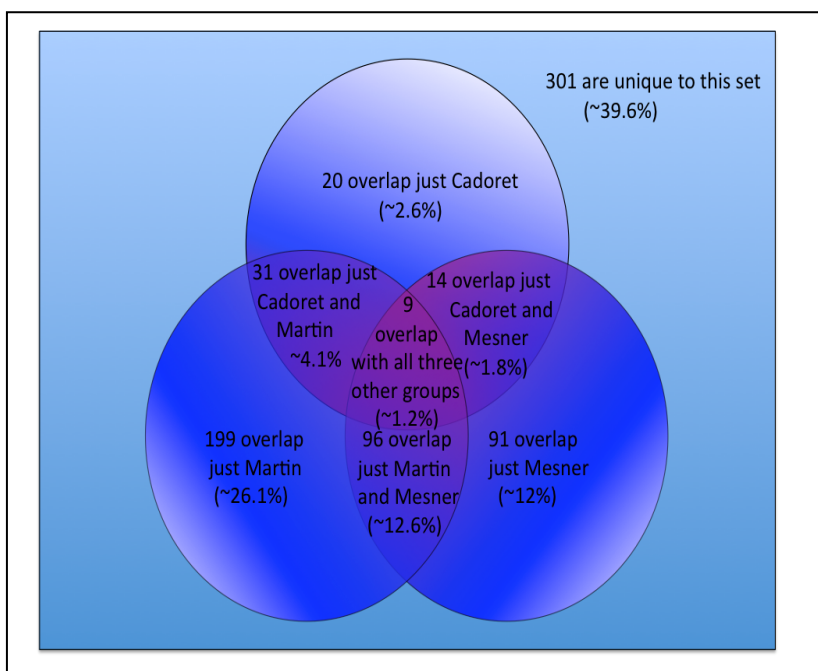 301 are unique to this set
(~39.6%)
20 overlap just Cadoret
(~2.6%)
31 overlap just
Cadoret and
Martin
~4.1%
14 overlap just
Cadoret and
Mesner
(~1.8%)
9
overlap
with all three
other groups
(~1.2%)
199 overlap
just Martin
(~26.1%)
96 overlap
just Martin
and Mesner
(~12.6%)
91 overlap
just Mesner
(~12%)